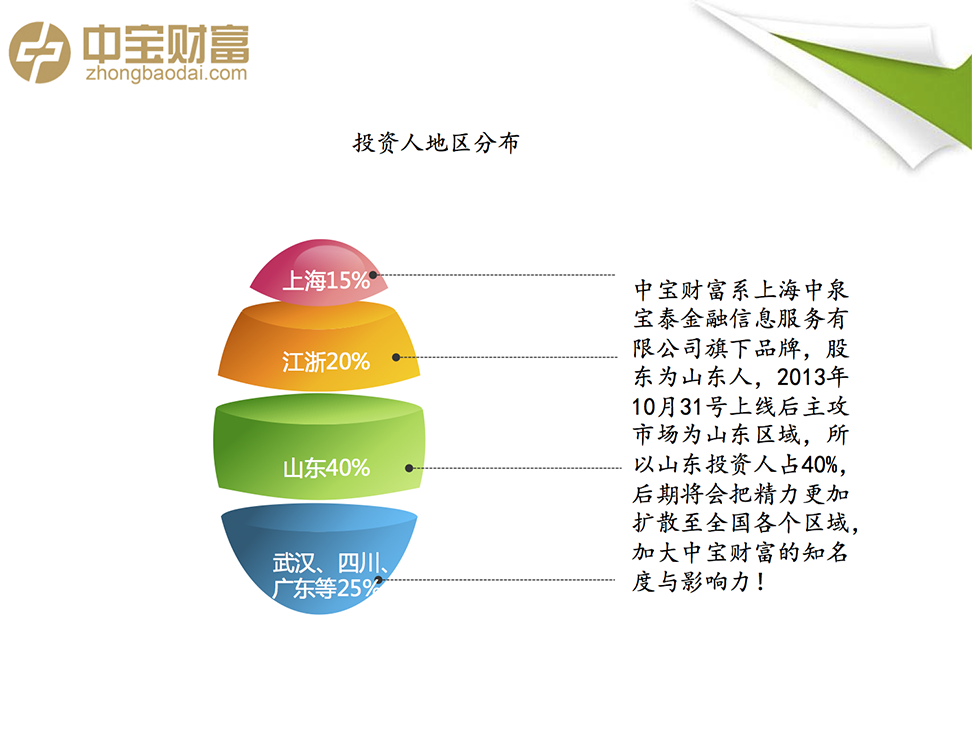 中宝财富
zhongbaodai.com
投资人地区分布
上海15%
江浙20%
山东40%
武汉、四川、
广东等25%
中宝财富系上海中泉
宝泰金融信息服务有
限公司旗下品牌，股
东为山东人，2013年
10月31号上线后主攻
市场为山东区域，所
以山东投资人占40%，
后期将会把精力更加
扩散至全国各个区域，
加大中宝财富的知名
度与影响力！